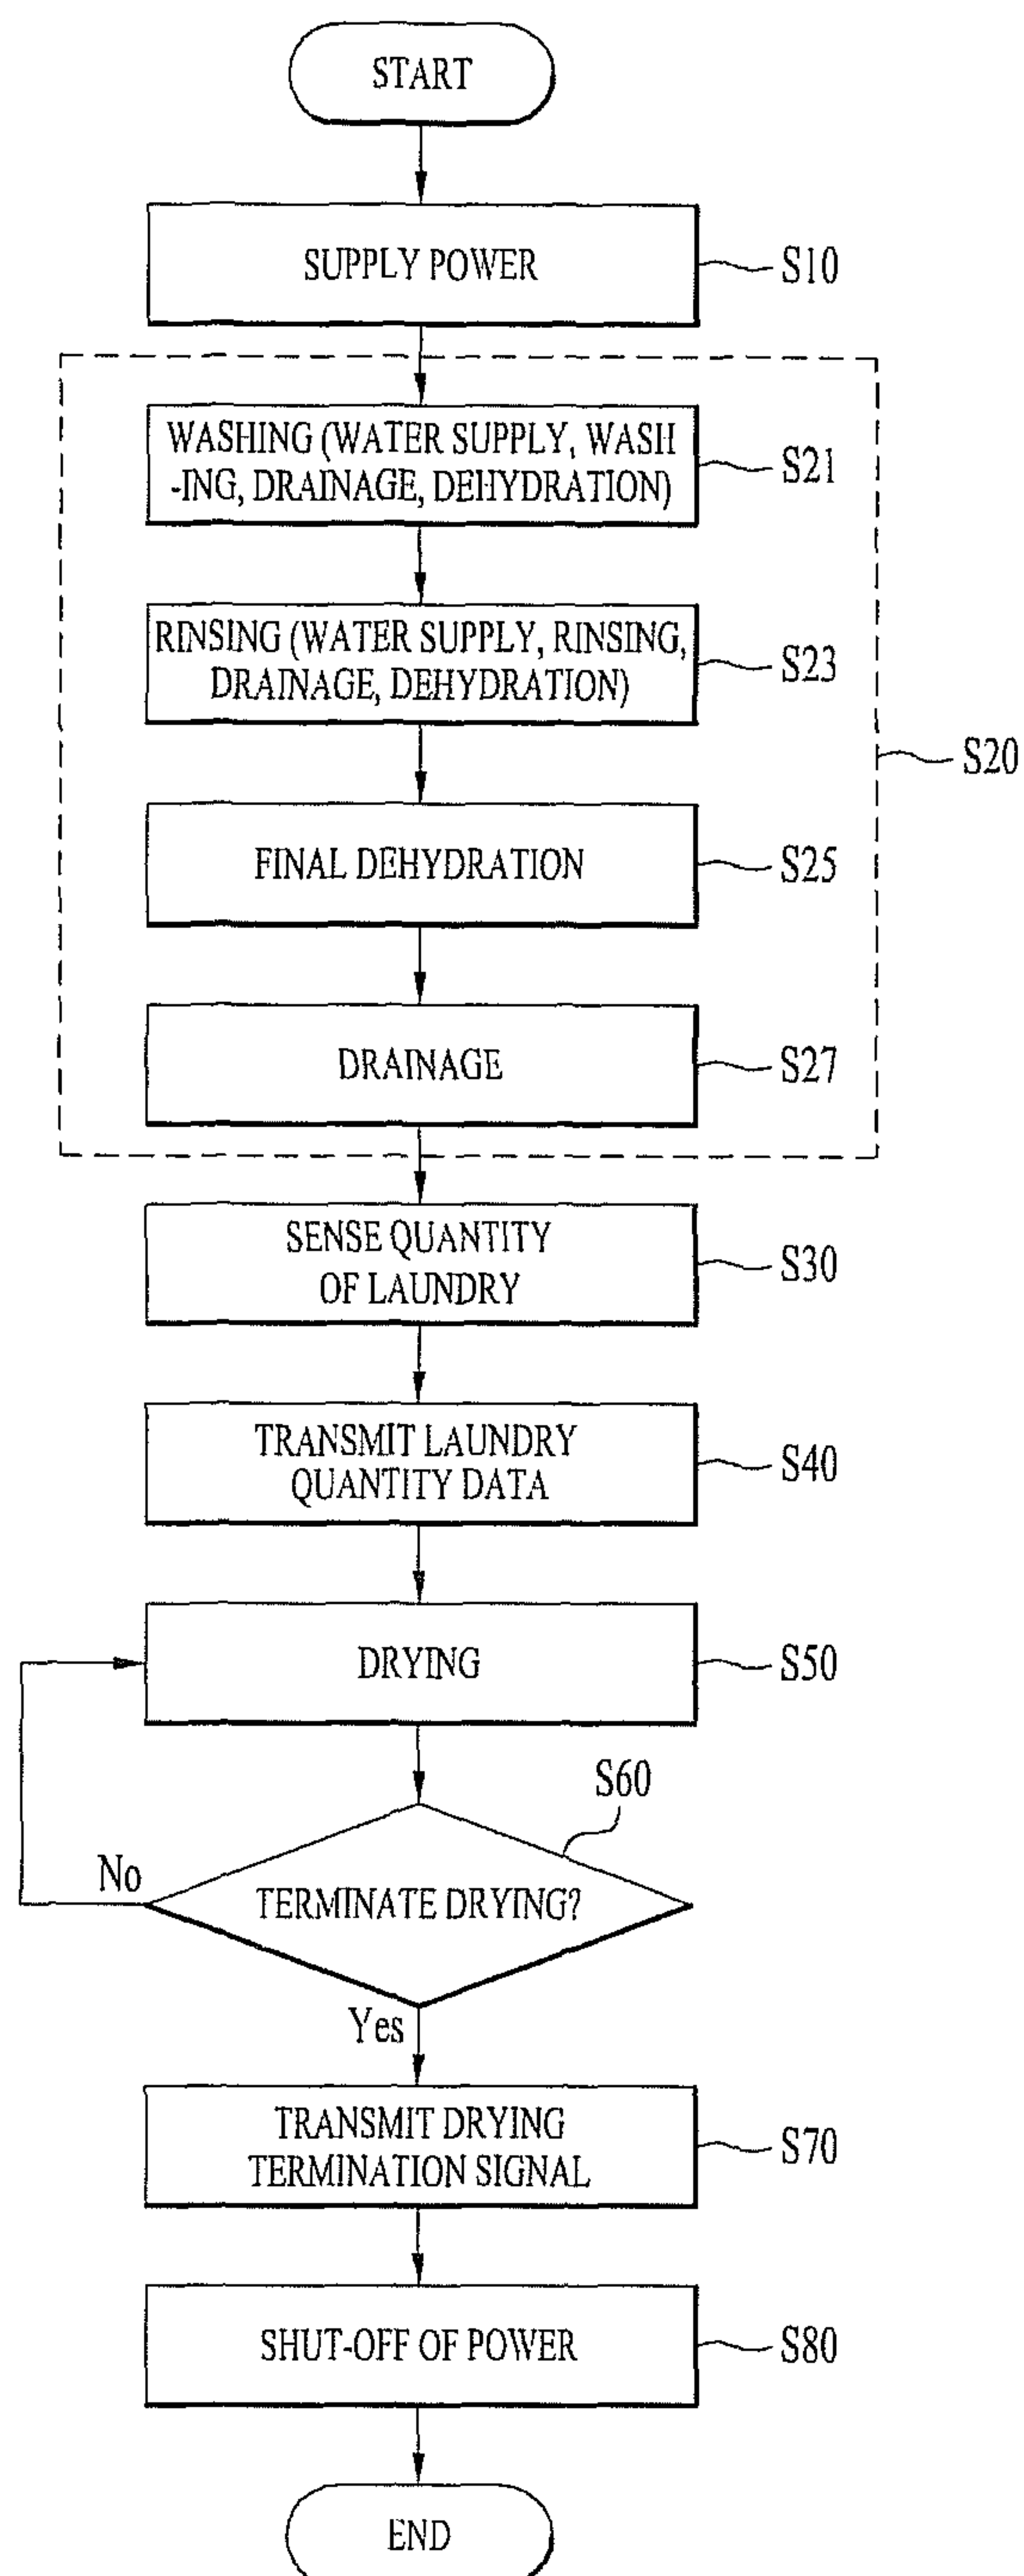 START
SUPPLY POWER
S10
WASHING (WATER SUPPLY, WASH
-ING, DRAINAGE, DEHYDRATION)
S21
RINSING (WATER SUPPLY, RINSING,
DRAINAGE, DEHYDRATION)
S23
S20
FINAL DEHYDRATION
S25
DRAINAGE
S27
SENSE QUANTITY
OF LAUNDRY
S30
TRANSMIT LAUNDRY
QUANTITY DATA
S40
DRYING
S50
S60
No
TERMINATE DRYING?
Yes
TRANSMIT DRYING
TERMINATION SIGNAL
S70
SHUT-OFF OF POWER
S80
END